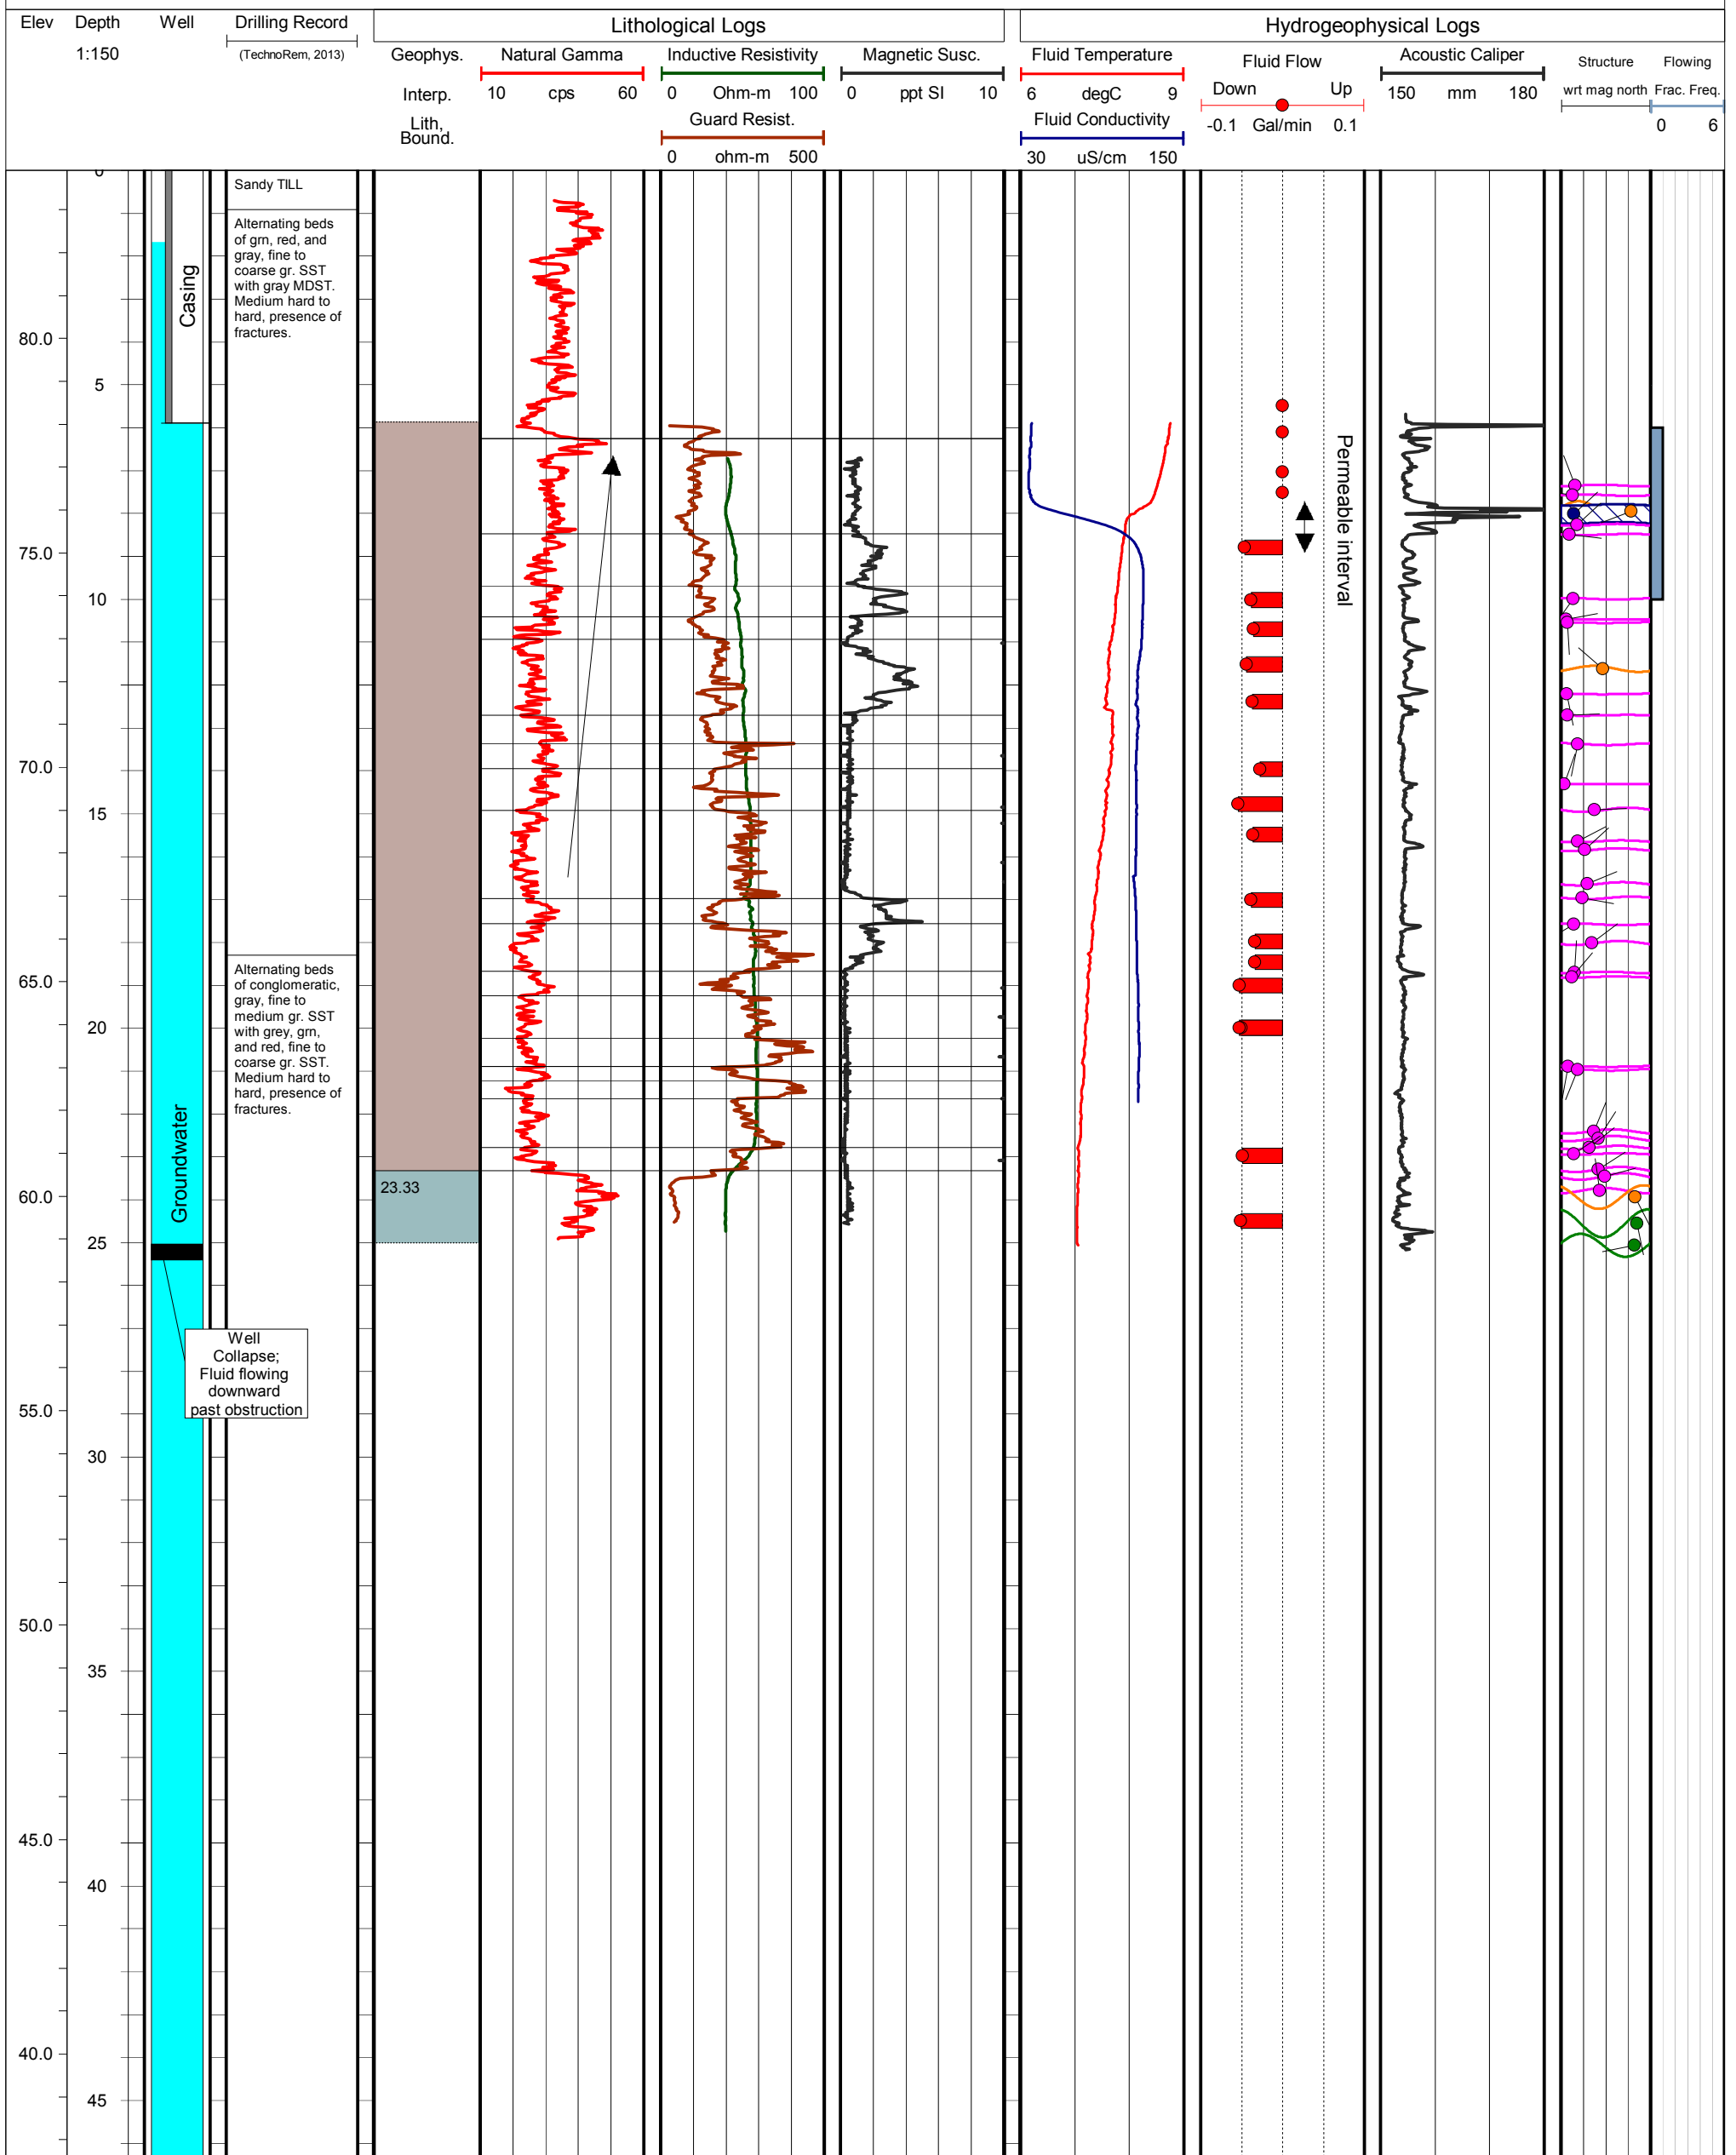 Elev
Depth
1:150
Well
Drilling Record
(TechnoRem, 2013)
Lithological Logs
Geophys.
Interp.
Lith,
Bound.
Natural Gamma
10 cps 60
Inductive Resistivity
0 Ohm-m 100
Guard Resist.
0 ohm-m 500
Magnetic Susc.
0 ppt SI 10
Hydrogeophysical Logs
Fluid Temperature
6 degC 9
Fluid Conductivity
30 uS/cm 150
Fluid Flow
Down Up
-0.1 Gal/min 0.1
Acoustic Caliper
150 mm 180
Structure
wrt mag north
Flowing
Frac. Freq.
0 6
0
5
10
15
20
25
30
35
40
45
80.0
75.0
70.0
65.0
60.0
55.0
50.0
45.0
40.0
Casing
Groundwater
Well
Collapse;
Fluid flowing
downward
past obstruction
Sandy TILL
Alternating beds
of grn, red, and
gray, fine to
coarse gr. SST
with gray MDST.
Medium hard to
hard, presence of
fractures.
Alternating beds
of conglomeratic,
gray, fine to
medium gr. SST
with grey, grn,
and red, fine to
coarse gr. SST.
Medium hard to
hard, presence of
fractures.
23.33
Permeable interval